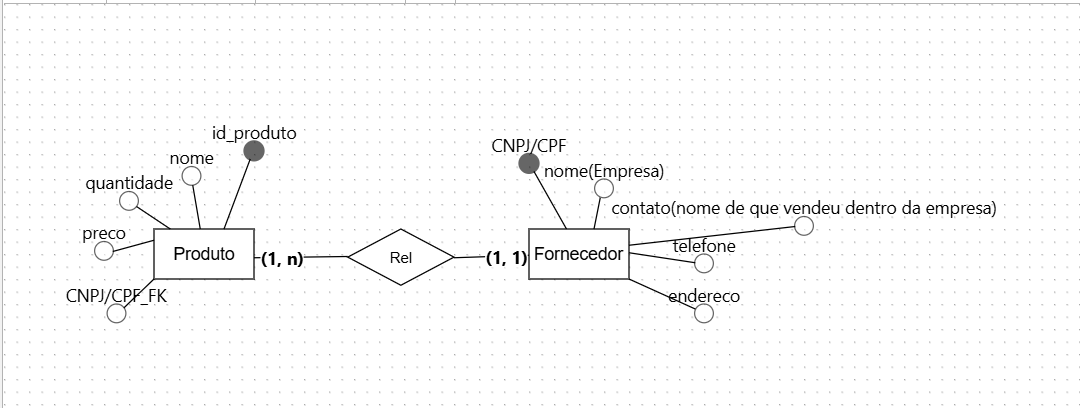 id_produto
nome
quantidade
preco
CNPJ/CPF_FK
Produto
(1, n)
Rel
(1, 1)
Fornecedor
CNPJ/CPF
nome(Empresa)
contato(nome de que vendeu dentro da empresa)
telefone
endereco